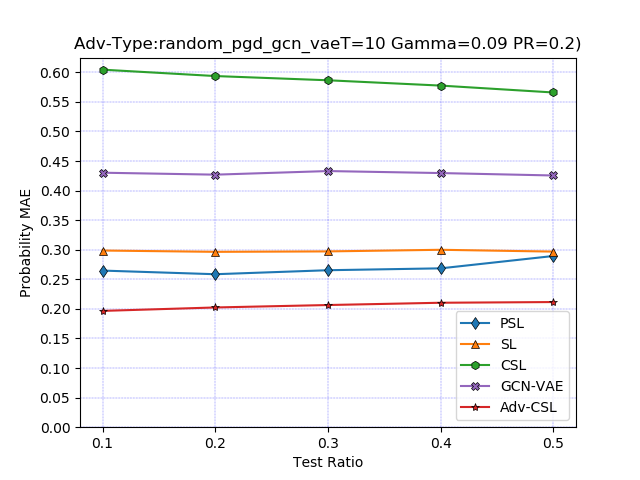 Adv-Type:random_pgd_gcn_vaeT=10 Gamma=0.09 PR=0.2)
Probability MAE
0.60
0.55
0.50
0.45
0.40
0.35
0.30
0.25
0.20
0.15
0.10
0.05
0.00
PSL
SL
CSL
GCN-VAE
Adv-CSL
0.1 0.2 0.3 0.4 0.5
Test Ratio